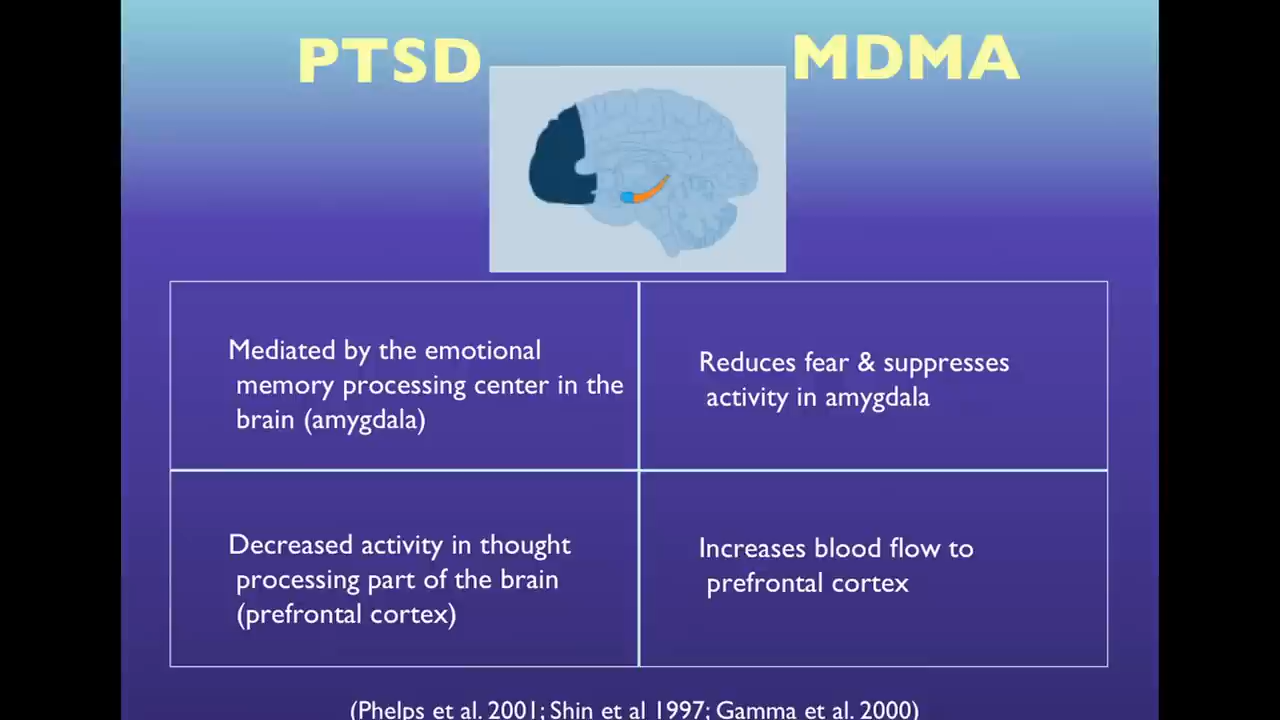 PTSD
MDMA
Mediated by the emotional
memory processing center in the
brain (amygdala)
Reduces fear & suppresses
activity in amygdala
Decreased activity in thought
processing part of the brain
(prefrontal cortex)
Increases blood flow to
prefrontal cortex
(Phelps et al. 2001; Shin et al 1997; Gamma et al. 2000)